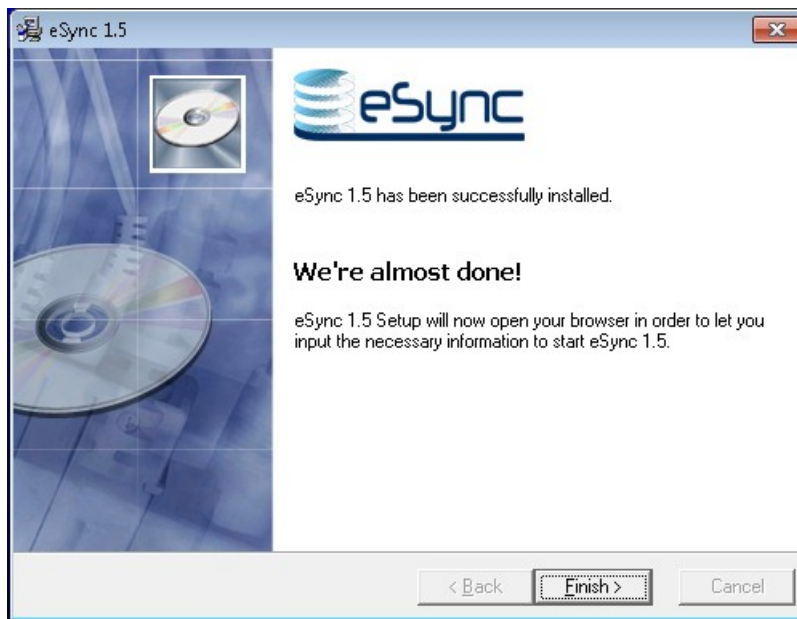 eSync 1.5
eSync
eSync 1.5 has been successfully installed.
We're almost done!
eSync 1.5 Setup will now open your browser in order to let you
input the necessary information to start eSync 1.5.
< Back
Finish >
Cancel